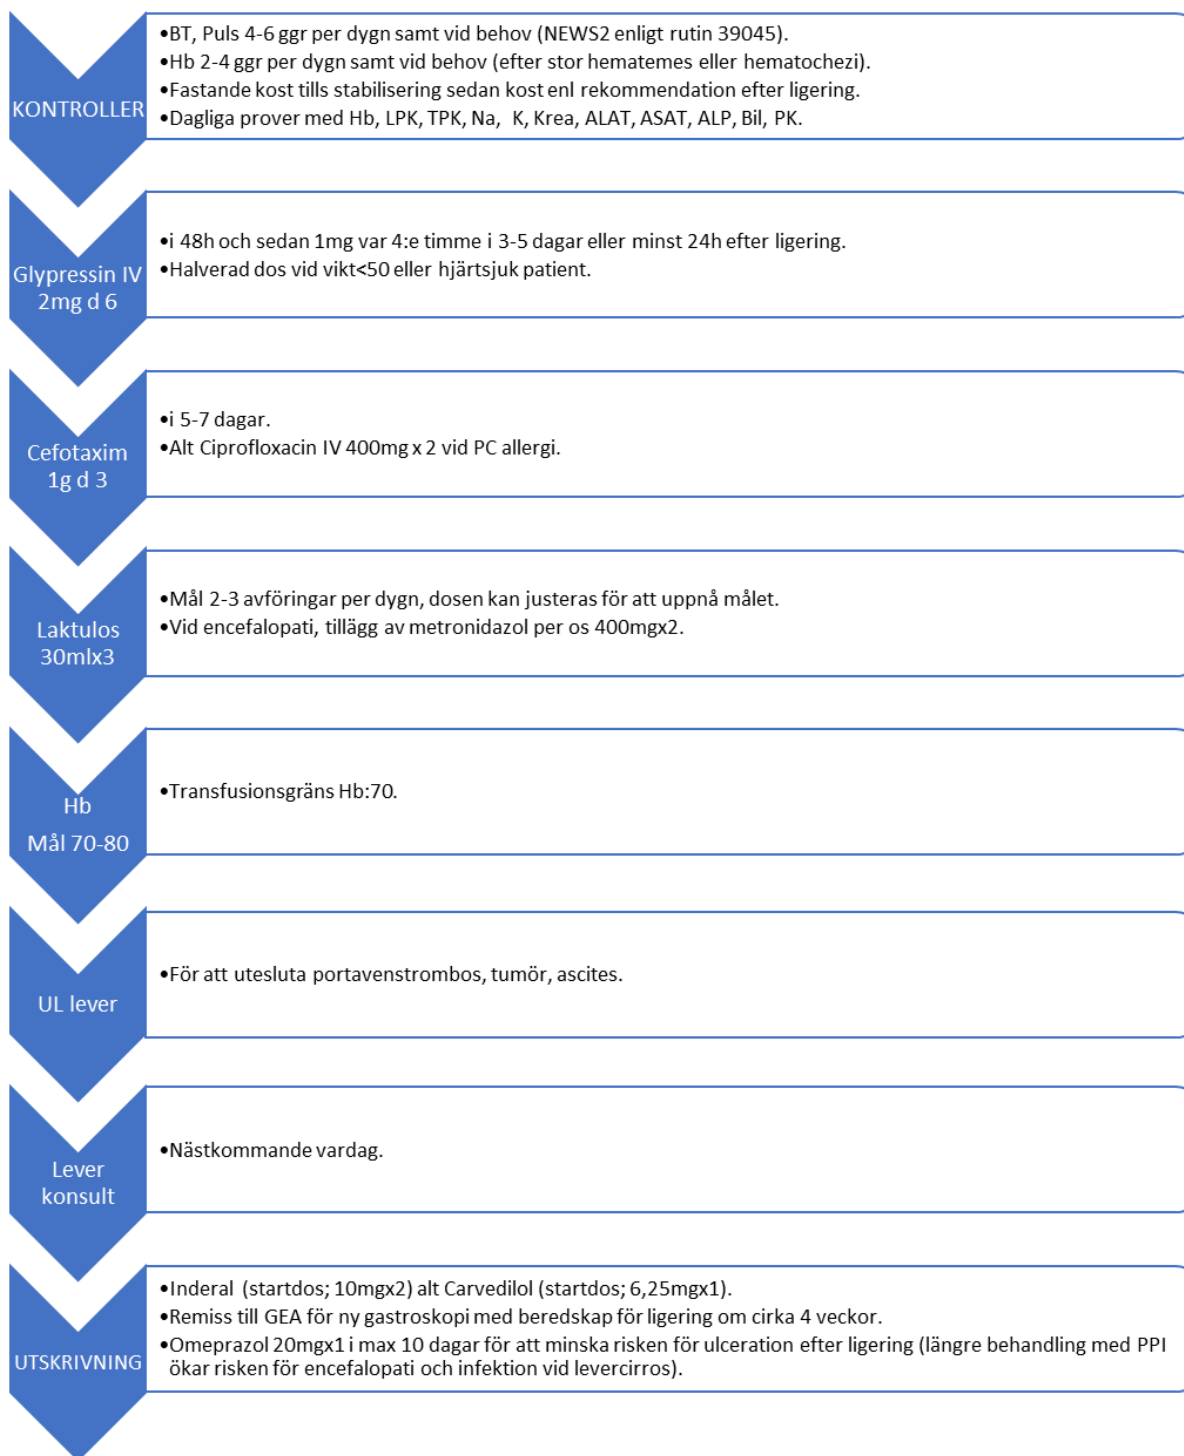 KONTROLLER
•BT, Puls 4-6 ggr per dygn samt vid behov (NEWS2 enligt rutin 39045).
•Hb 2-4 ggr per dygn samt vid behov (efter stor hematemes eller hematochezi).
•Fastande kost tills stabilisering sedan kost enl rekommendation efter ligering.
•Dagliga prover med Hb, LPK, TPK, Na, K, Krea, ALAT, ASAT, ALP, Bil, PK.
Glypressin IV
2mg d 6
•i 48h och sedan 1mg var 4:e timme i 3-5 dagar eller minst 24h efter ligering.
•Halverad dos vid vikt<50 eller hjärtsjuk patient.
Cefotaxim
1g d 3
•i 5-7 dagar.
•Alt Ciprofloxacin IV 400mg x 2 vid PC allergi.
Laktulos
30mlx3
•Mål 2-3 avföringar per dygn, dosen kan justeras för att uppnå målet.
•Vid encefalopati, tillägg av metronidazol per os 400mgx2.
Hb
Mål 70-80
•Transfusionsgräns Hb:70.
UL lever
•För att utesluta portavenstrombos, tumör, ascites.
Lever
konsult
•Nästkommande vardag.
UTSKRIVNING
•Inderal (startdos; 10mgx2) alt Carvedilol (startdos; 6,25mgx1).
•Remiss till GEA för ny gastroskopi med beredskap för ligering om cirka 4 veckor.
•Omeprazol 20mgx1 i max 10 dagar för att minska risken för ulceration efter ligering (längre behandling med PPI
ökar risken för encefalopati och infektion vid levercirros).